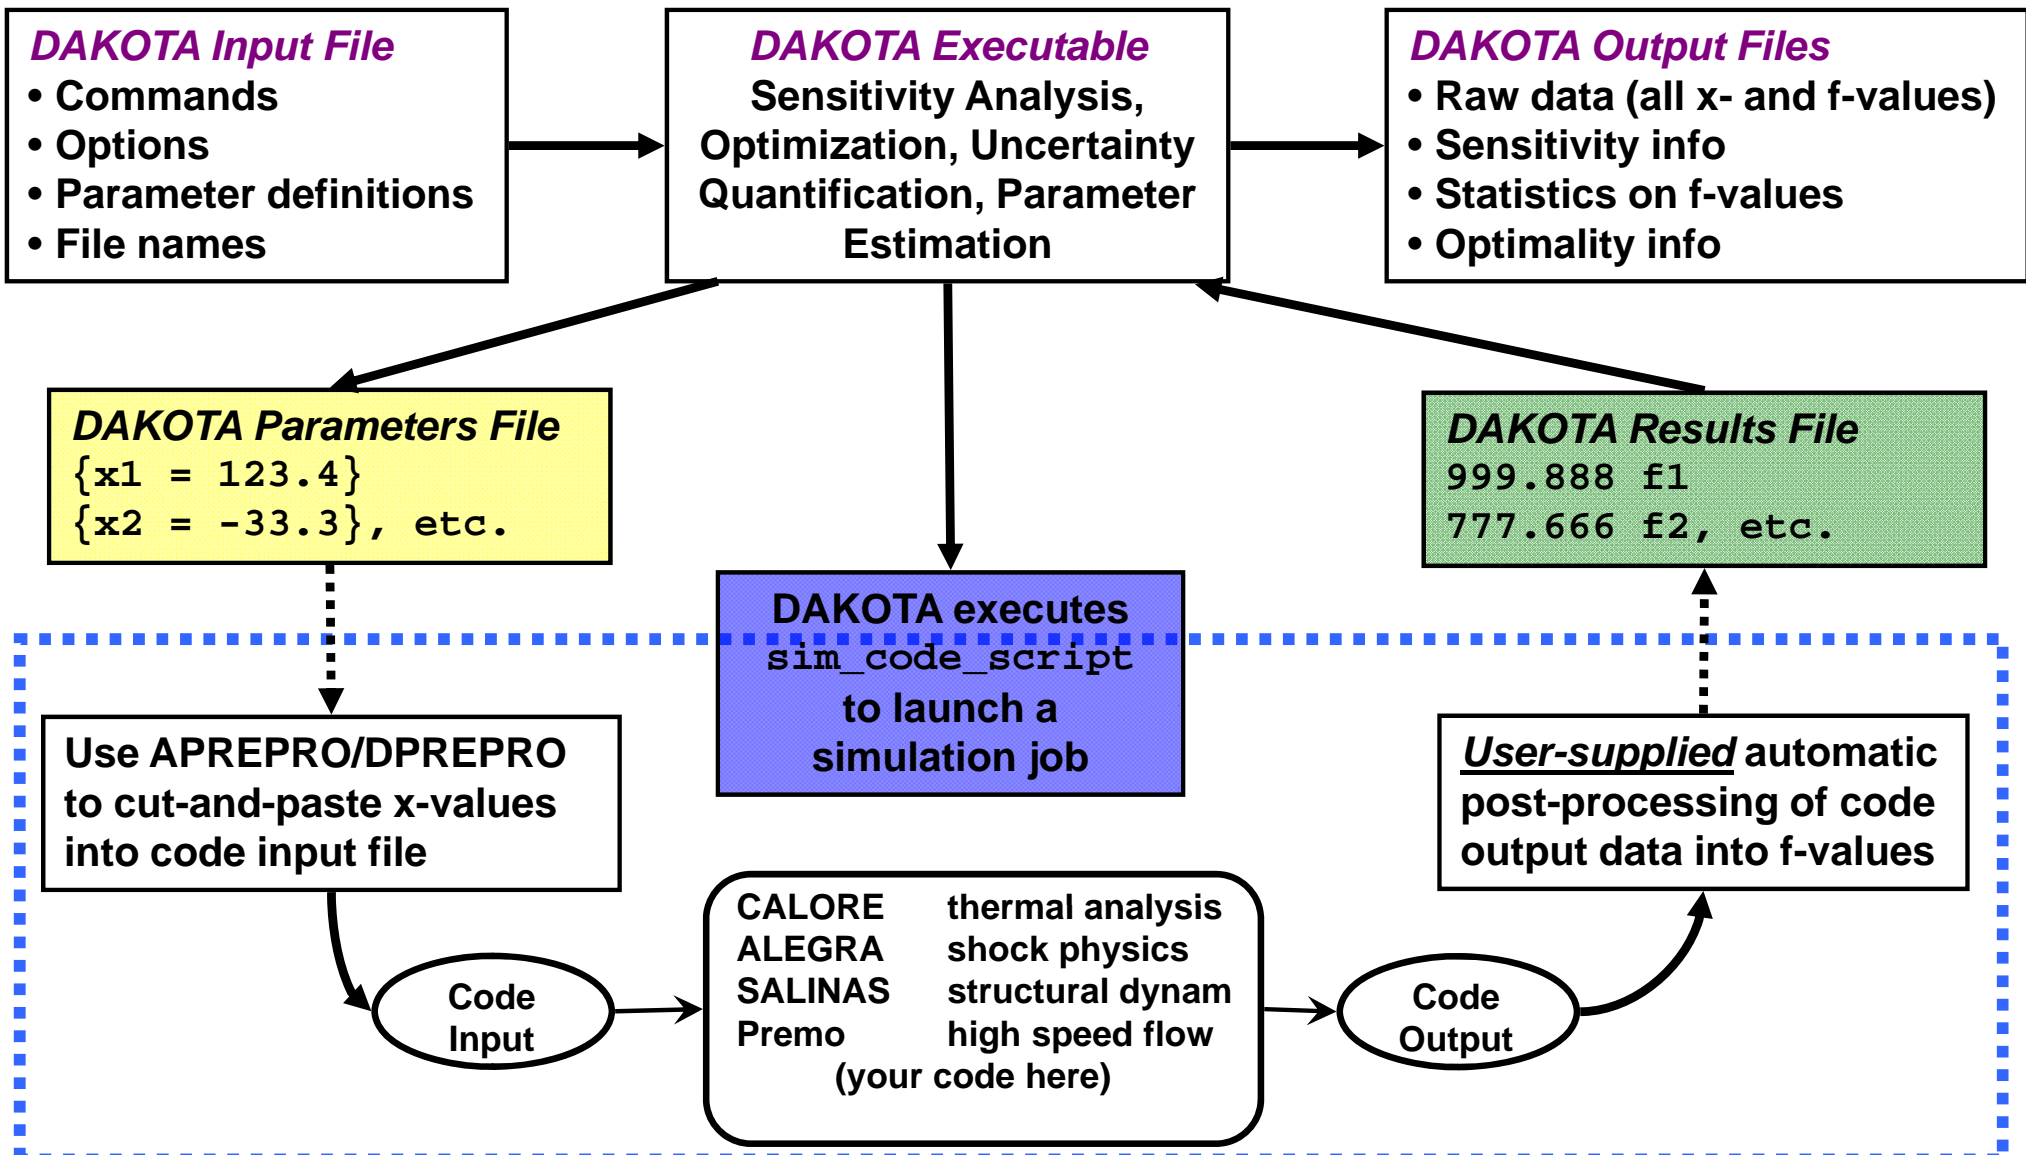 DAKOTA Input File
• Commands
• Options
• Parameter definitions
• File names
DAKOTA Executable
Sensitivity Analysis,
Optimization, Uncertainty
Quantification, Parameter
Estimation
DAKOTA Output Files
• Raw data (all x- and f-values)
• Sensitivity info
• Statistics on f-values
• Optimality info
DAKOTA Parameters File
{x1 = 123.4}
{x2 = -33.3}, etc.
DAKOTA executes
sim_code_script
to launch a
simulation job
DAKOTA Results File
999.888 f1
777.666 f2, etc.
Use APREPRO/DPREPRO
to cut-and-paste x-values
into code input file
Code
Input
CALORE thermal analysis
ALEGRA shock physics
SALINAS structural dynam
Premo high speed flow
(your code here)
Code
Output
User-supplied automatic
post-processing of code
output data into f-values